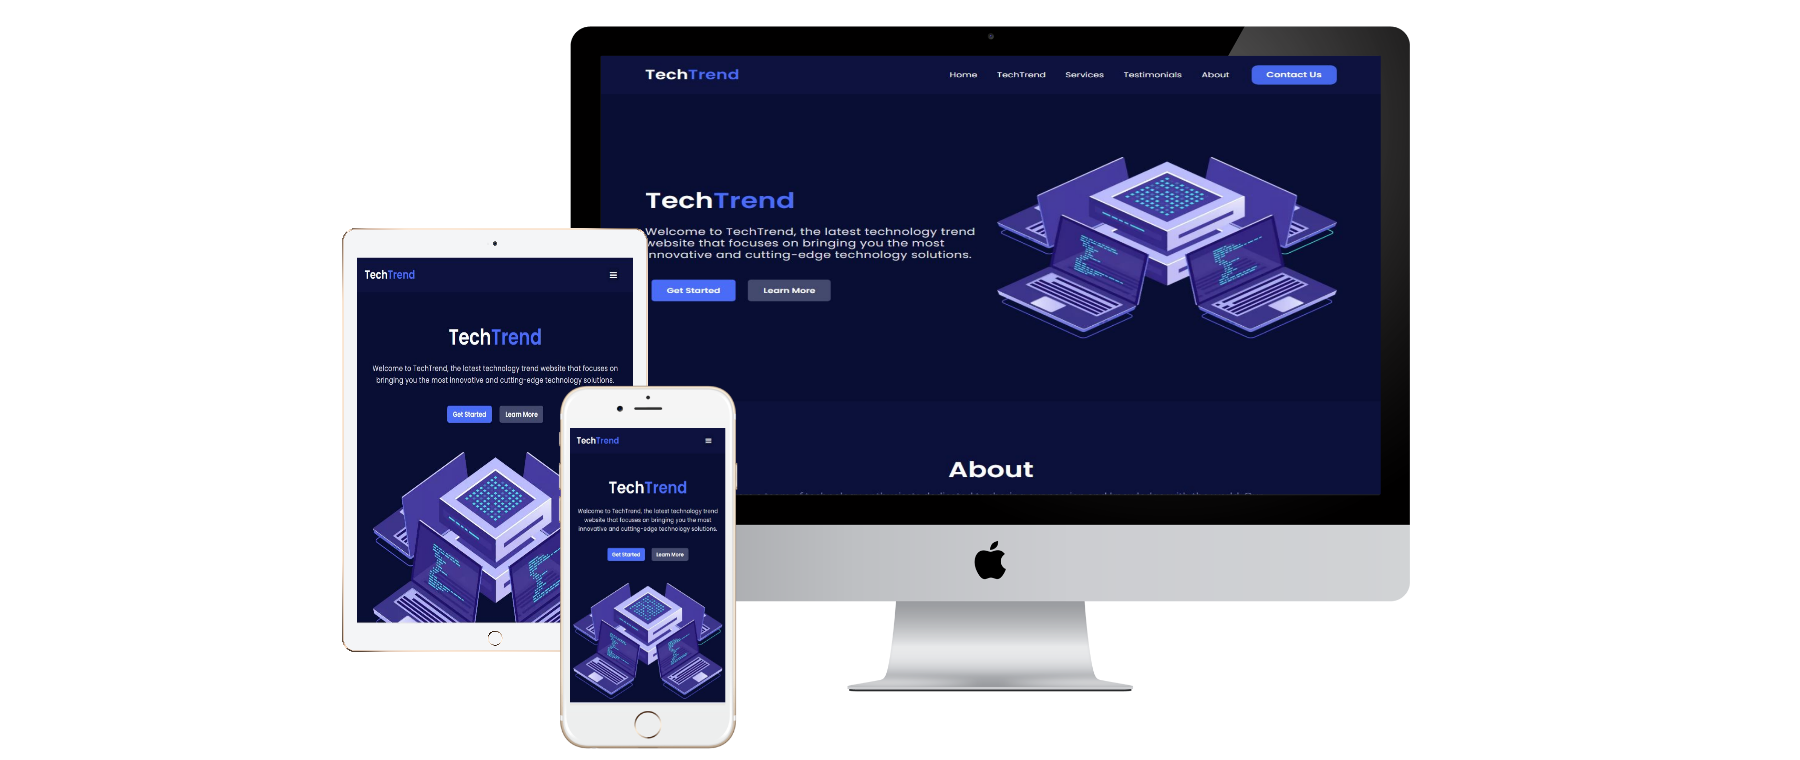 TechTrend
Home TechTrend Services Testimonials About Contact Us
TechTrend
Welcome to TechTrend, the latest technology trend
website that focuses on bringing you the most
innovative and cutting-edge technology solutions.
Get Started Learn More
About
TechTrend
TechTrend
Welcome to TechTrend, the latest technology trend website that focuses on
bringing you the most innovative and cutting-edge technology solutions.
Get Started Learn More
TechTrend
TechTrend
Welcome to TechTrend, the latest technology trend
website that focuses on bringing you the most
innovative and cutting-edge technology solutions.
Get Started Learn More